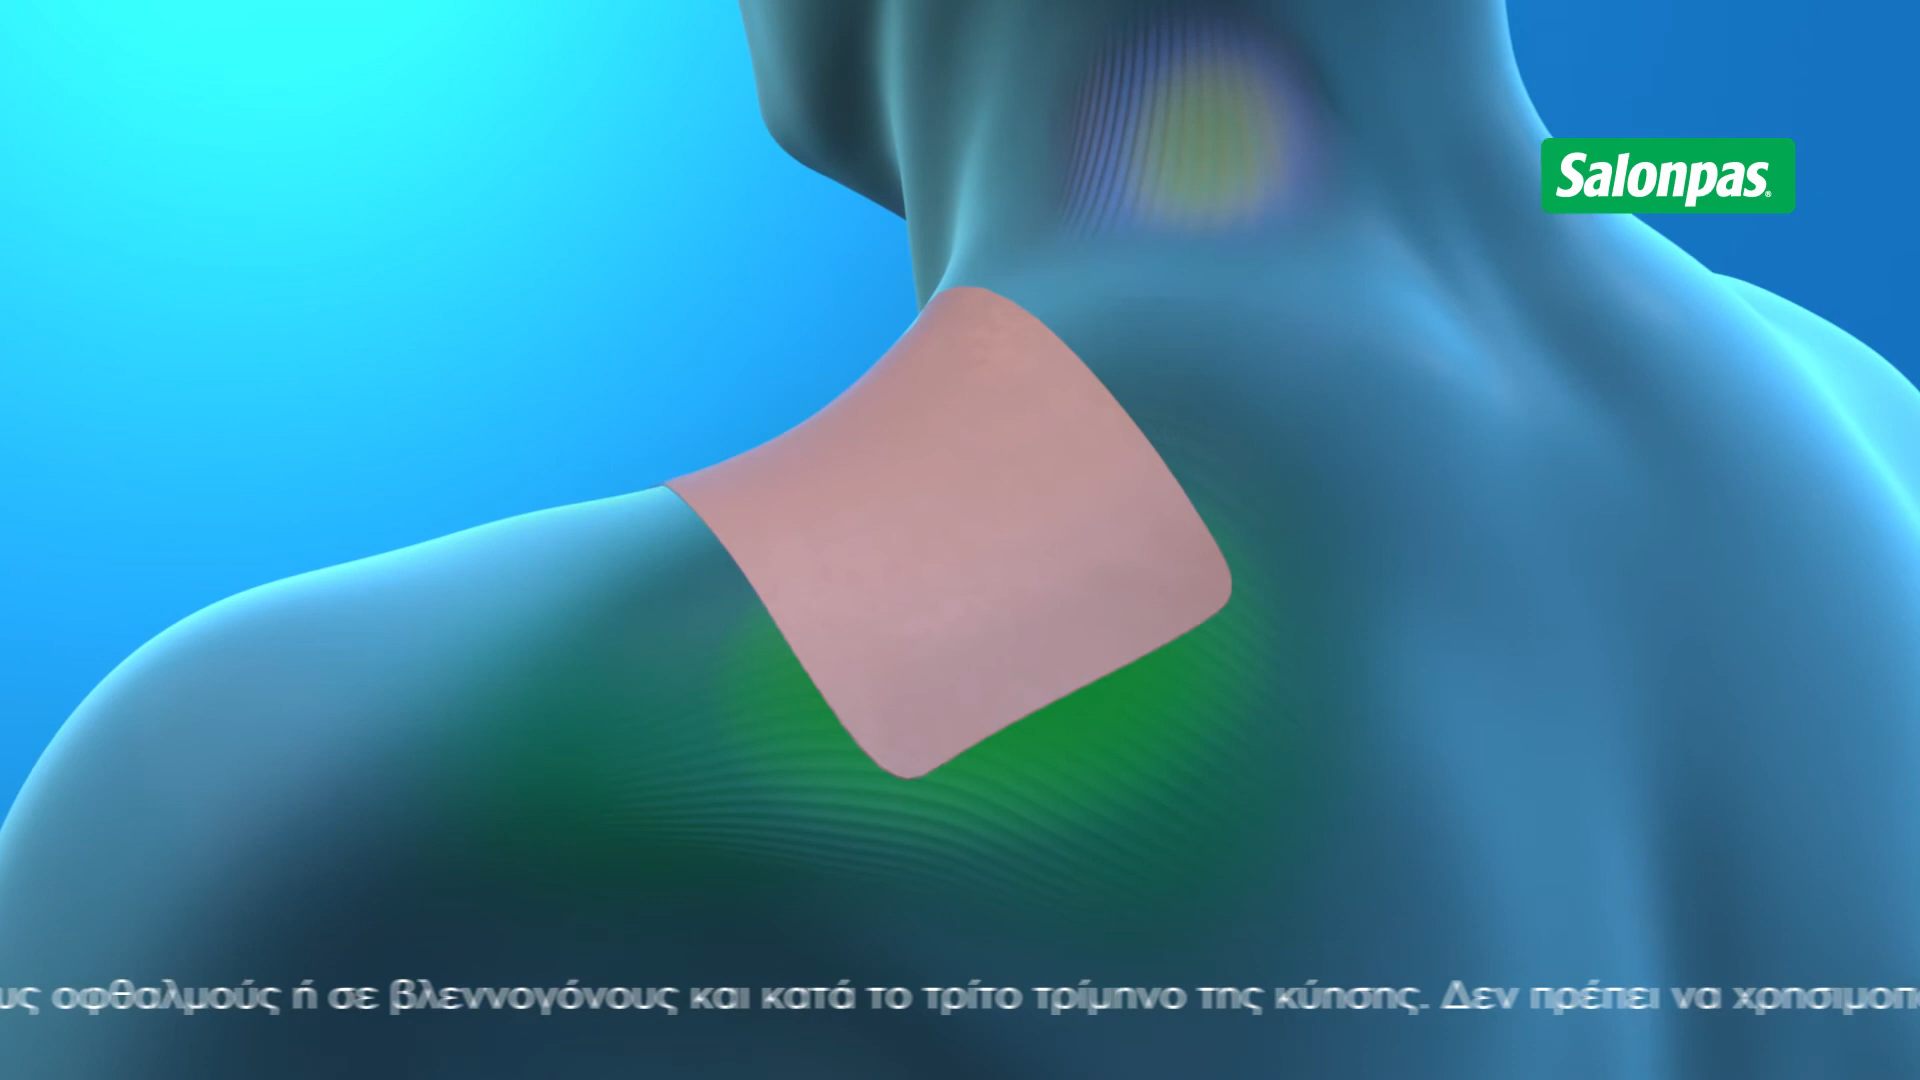 Salonpas®
οφθαλμούς ή σε βλεννογόνους και κατά το τρίτο τρίμηνο της κύησης. Δεν πρέπει να